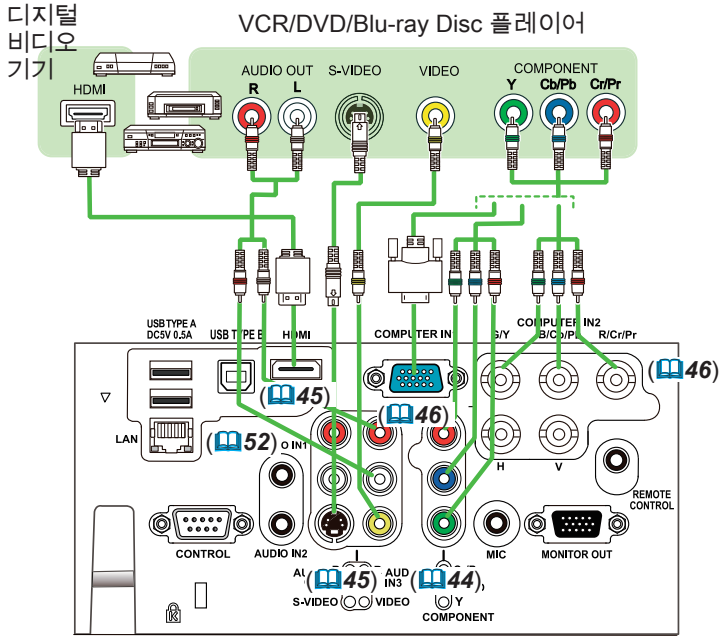 디지털
비디오
기기
VCR/DVD/Blu-ray Disc 플레이어
HDMI
AUDIO OUT
R L
S-VIDEO
VIDEO
COMPONENT
Y Cb/Pb Cr/Pr
USB TYPE A
DC5V 0.5A
USB TYPE B
HDMI
COMPUTER IN1
COMPUTER IN2
G/Y B/Cb/Pb R/Cr/Pr
(45)
(46)
(46)
LAN
(52)
O IN1
H
V
REMOTE
CONTROL
CONTROL
AUDIO IN2
MIC
MONITOR OUT
(45)
AUD
IN3
(44)
S-VIDEO
VIDEO
Y
COMPONENT
K